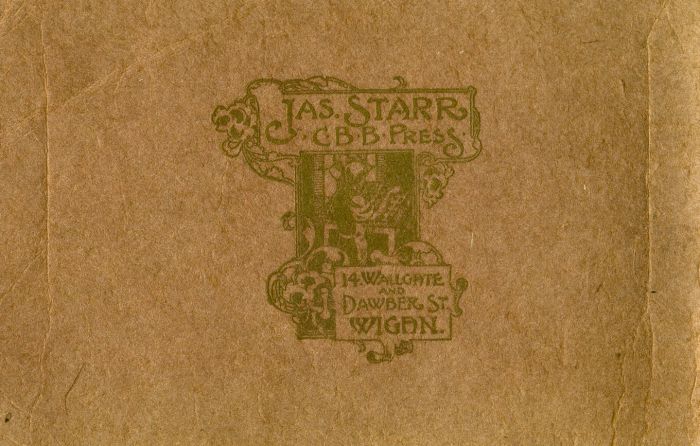 JAS. STARR
· C·B·B· PRESS·
14. WALLGATE
AND
DAWBER ST.
WIGAN.